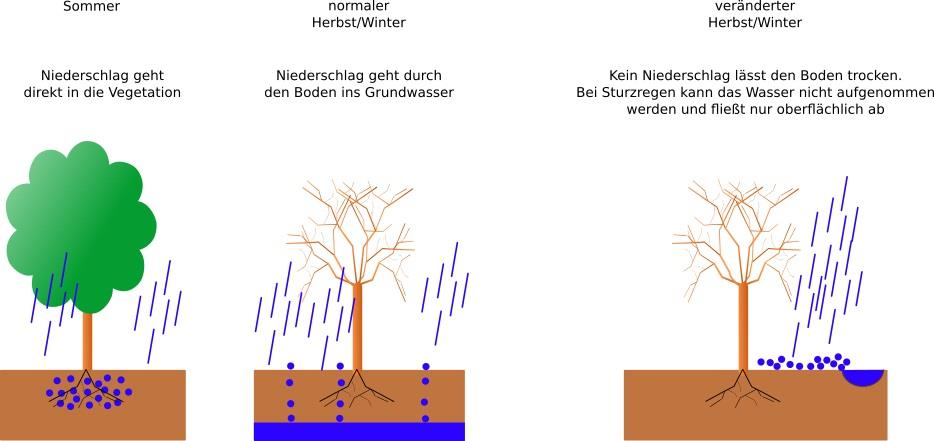 Sommer
Niederschlag geht
direkt in die Vegetation
normaler
Herbst/Winter
Niederschlag geht durch
den Boden ins Grundwasser
veränderter
Herbst/Winter
Kein Niederschlag lässt den Boden trocken.
Bei Sturzregen kann das Wasser nicht aufgenommen
werden und fließt nur oberflächlich ab